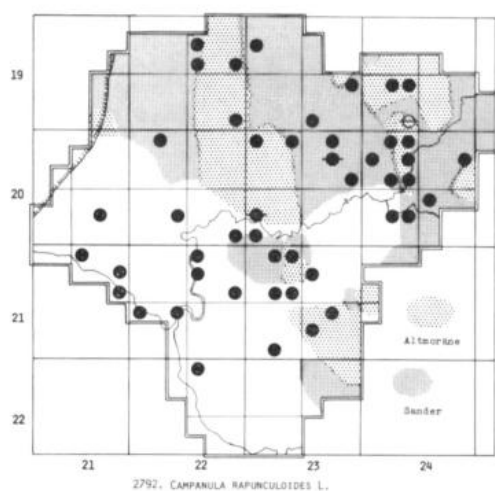 19
20
21
22
Altmoräne
Sander
21 22 23 24
2792. CAMPANULA RAPUNCULOIDES L.